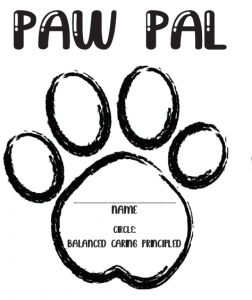 PAW PAL
NAME
CIRCLE:
BALANCED CARING PRINCIPLED